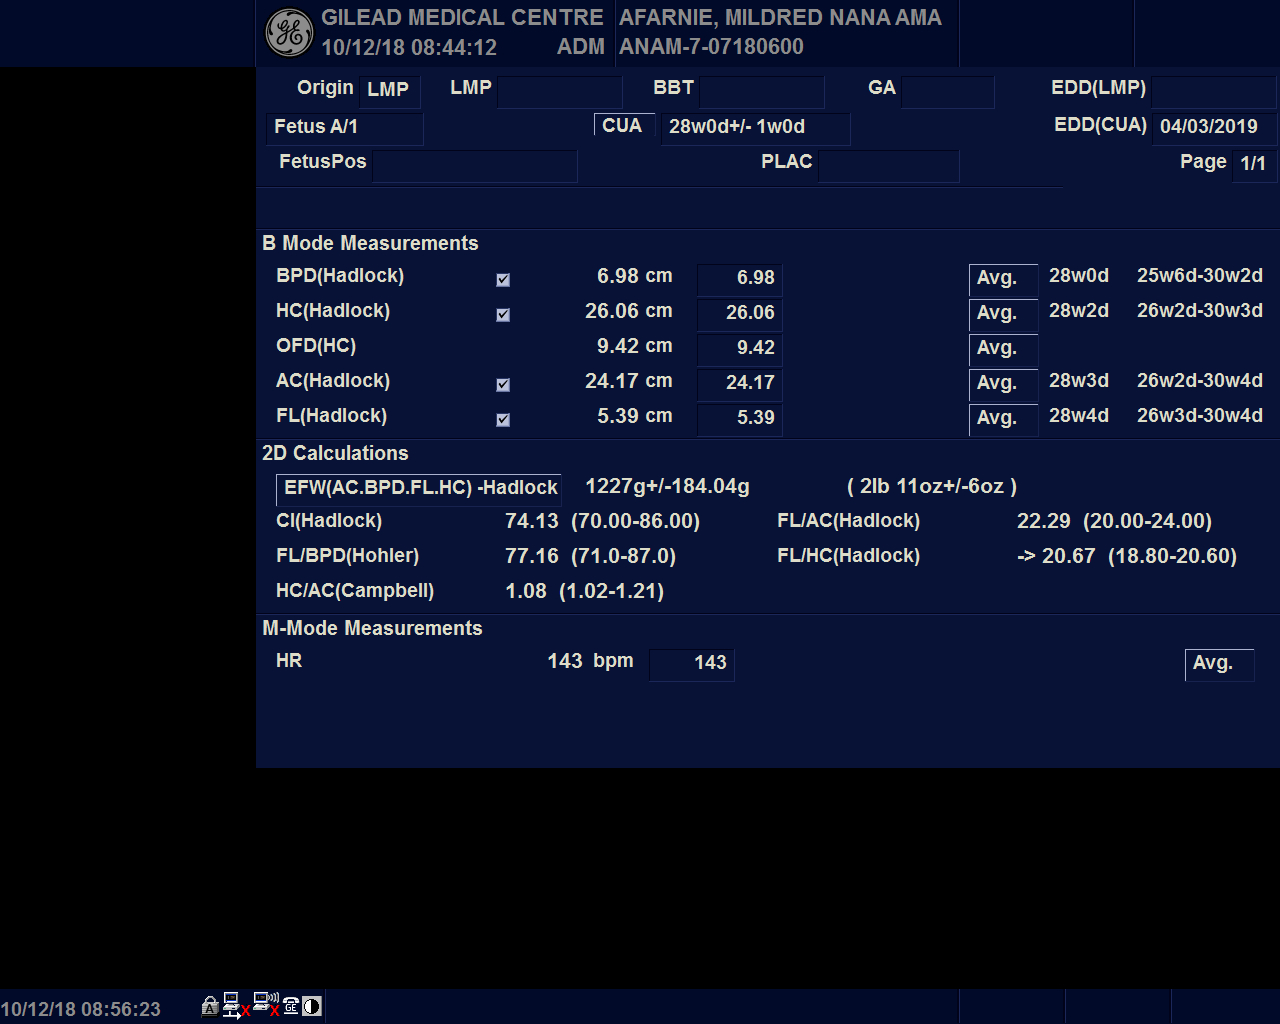 GILEAD MEDICAL CENTRE AFARNIE, MILDRED NANA AMA
10/12/18 08:44:12 ADM ANAM-7-07180600
Origin LMP LMP BBT GA EDD(LMP)
Fetus A/1 CUA 28w0d+/- 1w0d EDD(CUA) 04/03/2019
FetusPos PLAC Page 1/1
B Mode Measurements
BPD(Hadlock) 6.98 cm 6.98 Avg. 28w0d 25w6d-30w2d
HC(Hadlock) 26.06 cm 26.06 Avg. 28w2d 26w2d-30w3d
OFD(HC) 9.42 cm 9.42 Avg.
AC(Hadlock) 24.17 cm 24.17 Avg. 28w3d 26w2d-30w4d
FL(Hadlock) 5.39 cm 5.39 Avg. 28w4d 26w3d-30w4d
2D Calculations
EFW(AC.BPD.FL.HC) -Hadlock 1227g+/-184.04g ( 2lb 11oz+/-6oz )
CI(Hadlock) 74.13 (70.00-86.00) FL/AC(Hadlock) 22.29 (20.00-24.00)
FL/BPD(Hohler) 77.16 (71.0-87.0) FL/HC(Hadlock) -> 20.67 (18.80-20.60)
HC/AC(Campbell) 1.08 (1.02-1.21)
M-Mode Measurements
HR 143 bpm 143 Avg.
10/12/18 08:56:23 A GE